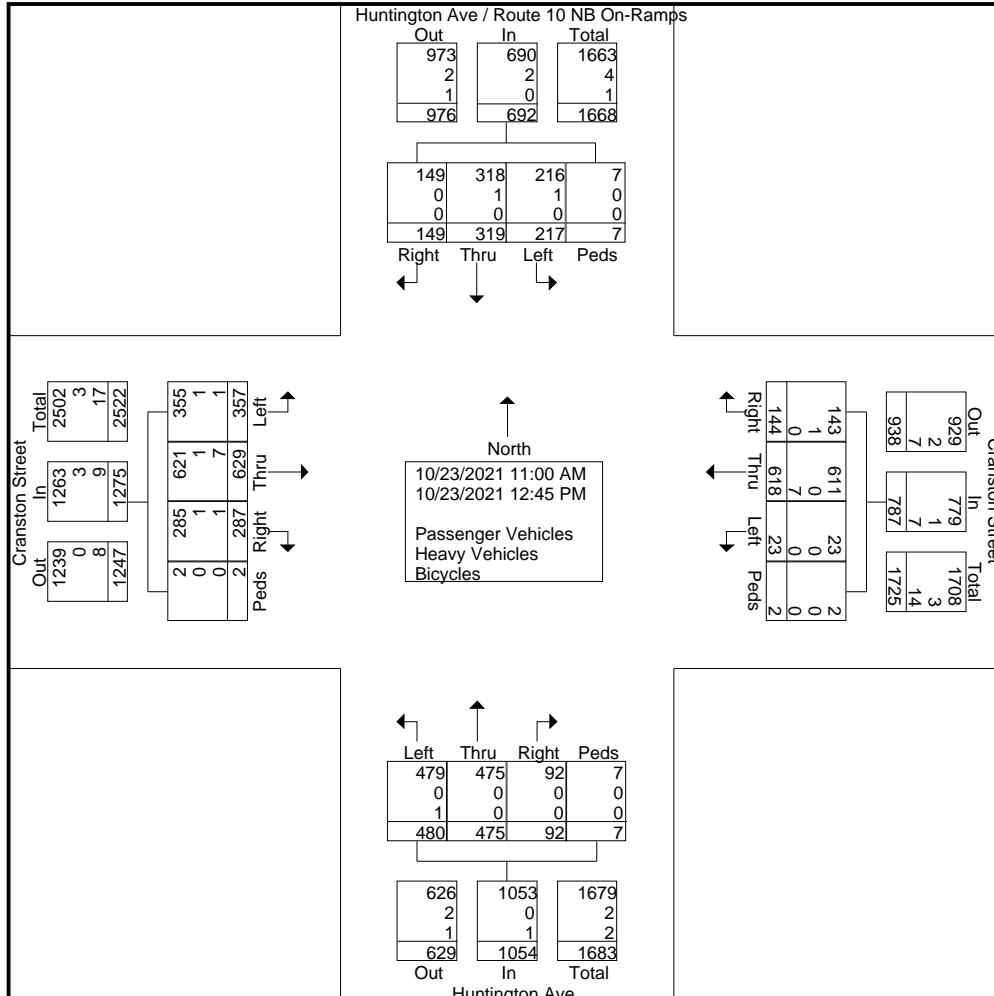 Huntington Ave / Route 10 NB On-Ramps
Out In Total
973 690 1663
2 2 4
1 0 1
976 692 1668
149 318 216 7
0 1 1 0
0 0 0 0
149 319 217 7
Right Thru Left Peds
Cranston Street
Total In Out
2502 1263 1239
3 3 0
17 9 8
2522 1275 1247
355 621 285 2
1 1 1 0
1 7 1 0
357 629 287 2
Left Thru Right Peds
North
10/23/2021 11:00 AM
10/23/2021 12:45 PM
Passenger Vehicles
Heavy Vehicles
Bicycles
Right Thru Left Peds
144 618 23 2
0 7 0 0
1 0 0 0
143 611 23 2
Out In Total
938 787 1725
7 7 14
2 1 3
929 779 1708
Cranston Street
Left Thru Right Peds
479 475 92 7
0 0 0 0
1 0 0 0
480 475 92 7
626 1053 1679
2 0 2
1 1 2
629 1054 1683
Out In Total
Huntington Ave